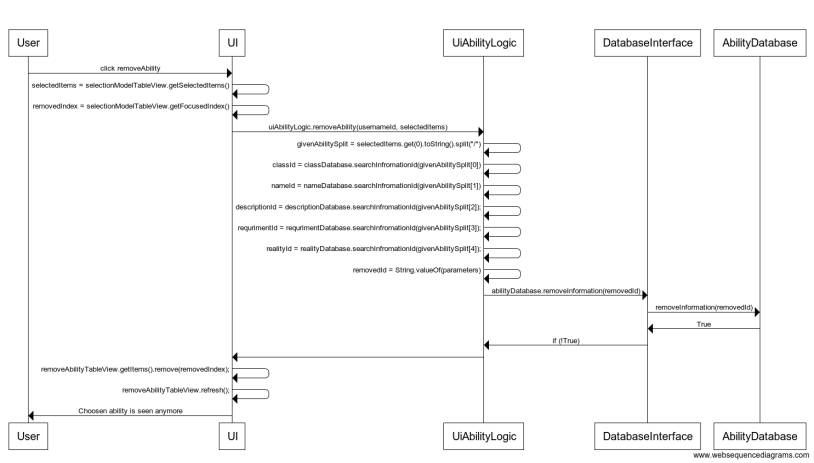 User UI UiAbilityLogic DatabaseInterface AbilityDatabase
click removeAbility
selectedItems = selectionModelTableView.getSelectedItems()
removedIndex = selectionModelTableView.getFocusedIndex()
uiAbilityLogic.removeAbility(usernameId, selectedItems)
givenAbilitySplit = selectedItems.get(0).toString().split("/")
classId = classDatabase.searchInfromationId(givenAbilitySplit[0])
nameId = nameDatabase.searchInfromationId(givenAbilitySplit[1])
descriptionId = descriptionDatabase.searchInfromationId(givenAbilitySplit[2]);
requrimentId = requrimentDatabase.searchInfromationId(givenAbilitySplit[3]);
realityId = realityDatabase.searchInfromationId(givenAbilitySplit[4]);
removedId = String.valueOf(parameters)
abilityDatabase.removeInformation(removedId)
removeInformation(removedId)
True
if (!True)
removeAbilityTableView.getItems().remove(removedIndex);
removeAbilityTableView.refresh();
Choosen ability is seen anymore
User UI UiAbilityLogic DatabaseInterface AbilityDatabase
www.websequencediagrams.com